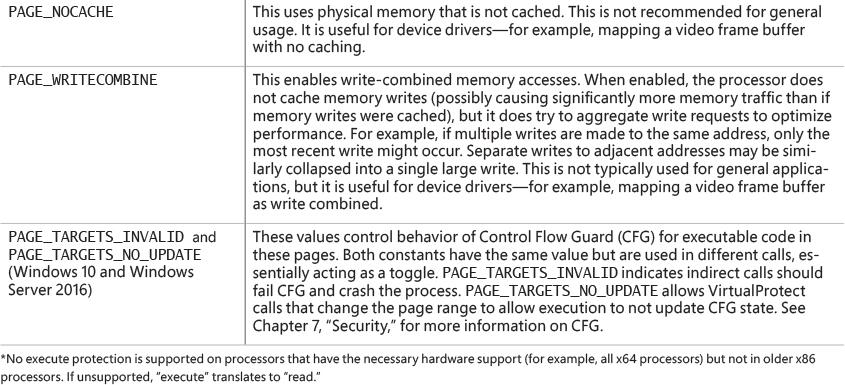 PAGE_NOCACHE
This uses physical memory that is not cached. This is not recommended for general
usage. It is useful for device drivers—for example, mapping a video frame buffer
with no caching.
PAGE_WRITECOMBINE
This enables write-combined memory accesses. When enabled, the processor does
not cache memory writes (possibly causing significantly more memory traffic than if
memory writes were cached), but it does try to aggregate write requests to optimize
performance. For example, if multiple writes are made to the same address, only the
most recent write might occur. Separate writes to adjacent addresses may be simi-
larly collapsed into a single large write. This is not typically used for general applica-
tions, but it is useful for device drivers—for example, mapping a video frame buffer
as write combined.
PAGE_TARGETS_INVALID and
PAGE_TARGETS_NO_UPDATE
(Windows 10 and Windows
Server 2016)
These values control behavior of Control Flow Guard (CFG) for executable code in
these pages. Both constants have the same value but are used in different calls, es-
sentially acting as a toggle. PAGE_TARGETS_INVALID indicates indirect calls should
fail CFG and crash the process. PAGE_TARGETS_NO_UPDATE allows VirtualProtect
calls that change the page range to allow execution to not update CFG state. See
Chapter 7, “Security,” for more information on CFG.
*No execute protection is supported on processors that have the necessary hardware support (for example, all x64 processors) but not in older x86
processors. If unsupported, “execute” translates to “read.”